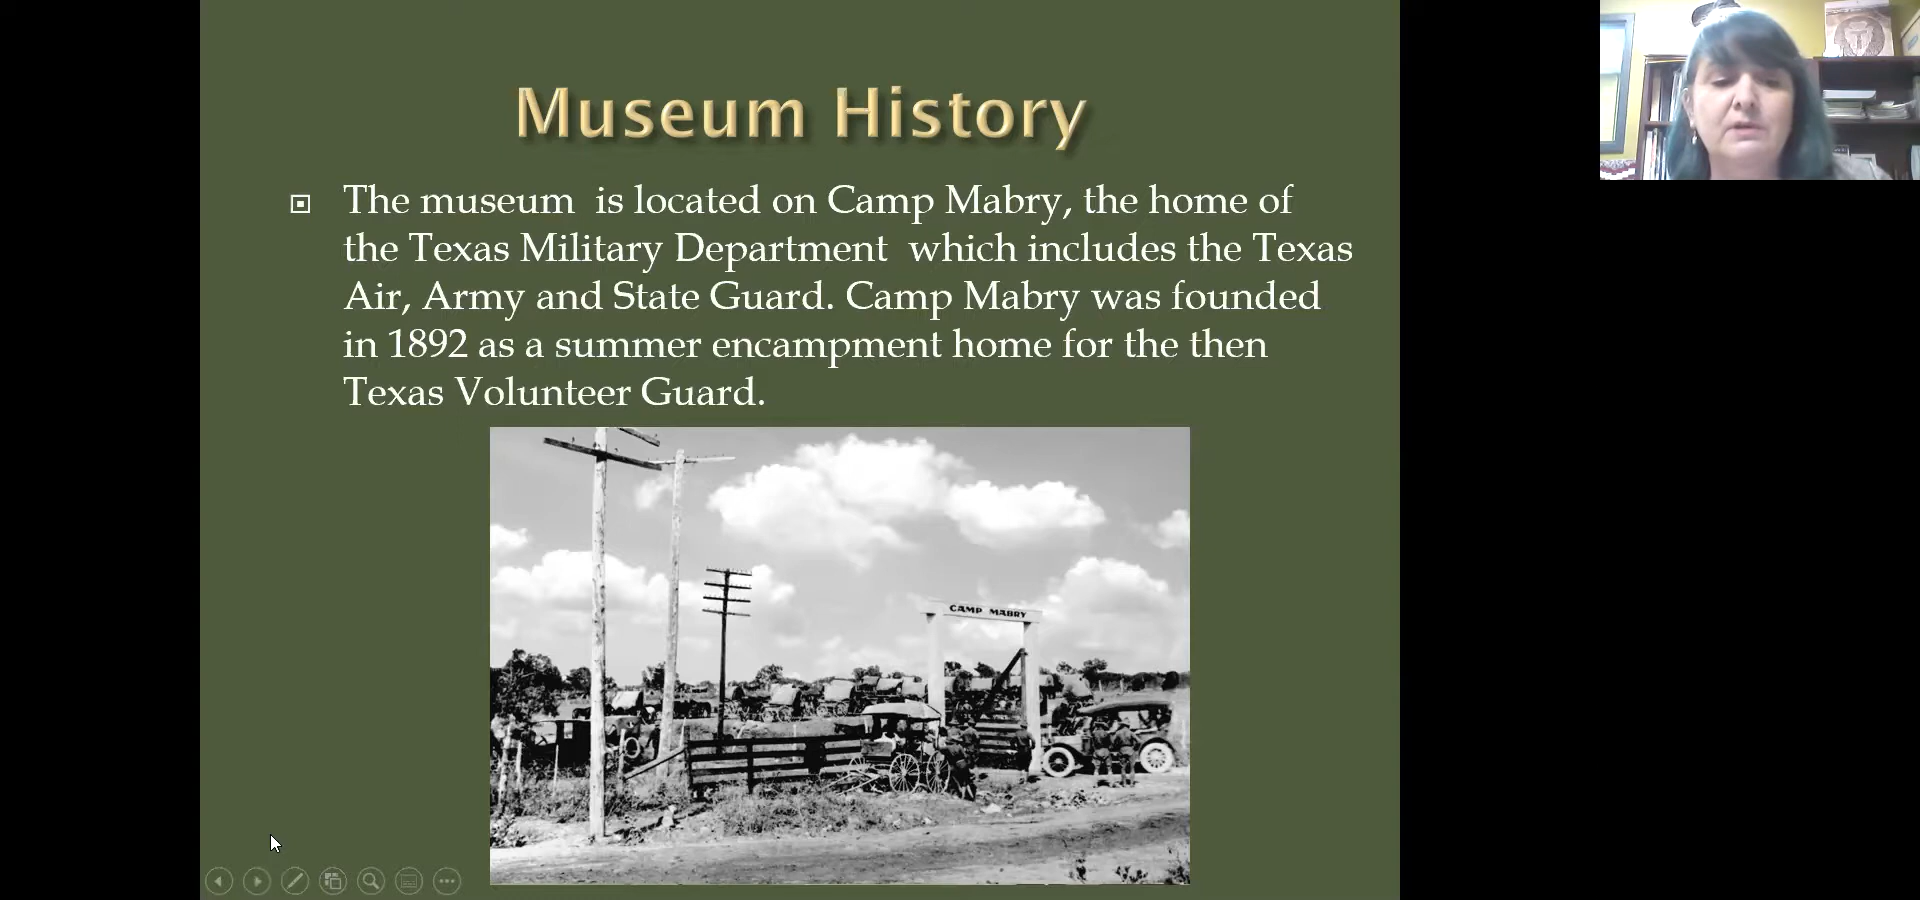 Museum History
The museum is located on Camp Mabry, the home of
the Texas Military Department which includes the Texas
Air, Army and State Guard. Camp Mabry was founded
in 1892 as a summer encampment home for the then
Texas Volunteer Guard.
CAMP MABRY